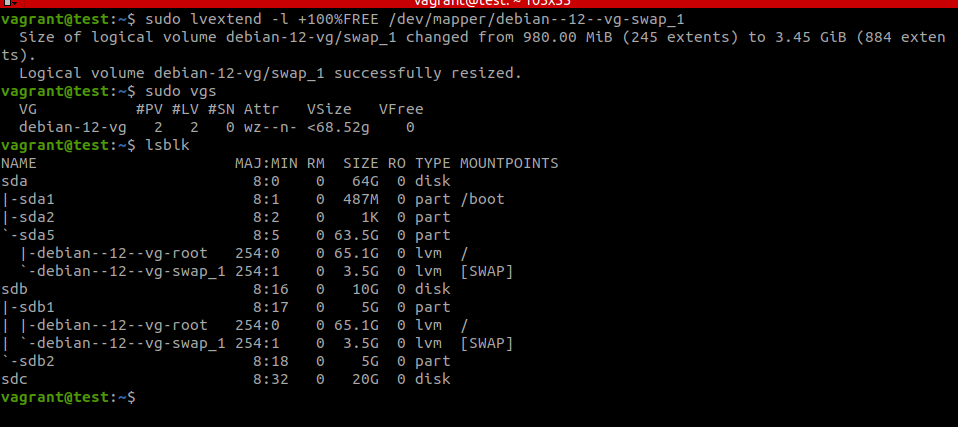 vagrant@test: ~ 103x33
vagrant@test:~$ sudo lvextend -l +100%FREE /dev/mapper/debian--12--vg-swap_1
  Size of logical volume debian-12-vg/swap_1 changed from 980.00 MiB (245 extents) to 3.45 GiB (884 exten
ts).
  Logical volume debian-12-vg/swap_1 successfully resized.
vagrant@test:~$ sudo vgs
  VG           #PV #LV #SN Attr   VSize   VFree
  debian-12-vg   2   2   0 wz--n- <68.52g    0
vagrant@test:~$ lsblk
NAME                      MAJ:MIN RM  SIZE RO TYPE MOUNTPOINTS
sda                         8:0    0   64G  0 disk
|-sda1                      8:1    0  487M  0 part /boot
|-sda2                      8:2    0    1K  0 part
`-sda5                      8:5    0 63.5G  0 part
  |-debian--12--vg-root   254:0    0 65.1G  0 lvm  /
  `-debian--12--vg-swap_1 254:1    0  3.5G  0 lvm  [SWAP]
sdb                         8:16   0   10G  0 disk
|-sdb1                      8:17   0    5G  0 part
| |-debian--12--vg-root   254:0    0 65.1G  0 lvm  /
| `-debian--12--vg-swap_1 254:1    0  3.5G  0 lvm  [SWAP]
`-sdb2                      8:18   0    5G  0 part
sdc                         8:32   0   20G  0 disk
vagrant@test:~$